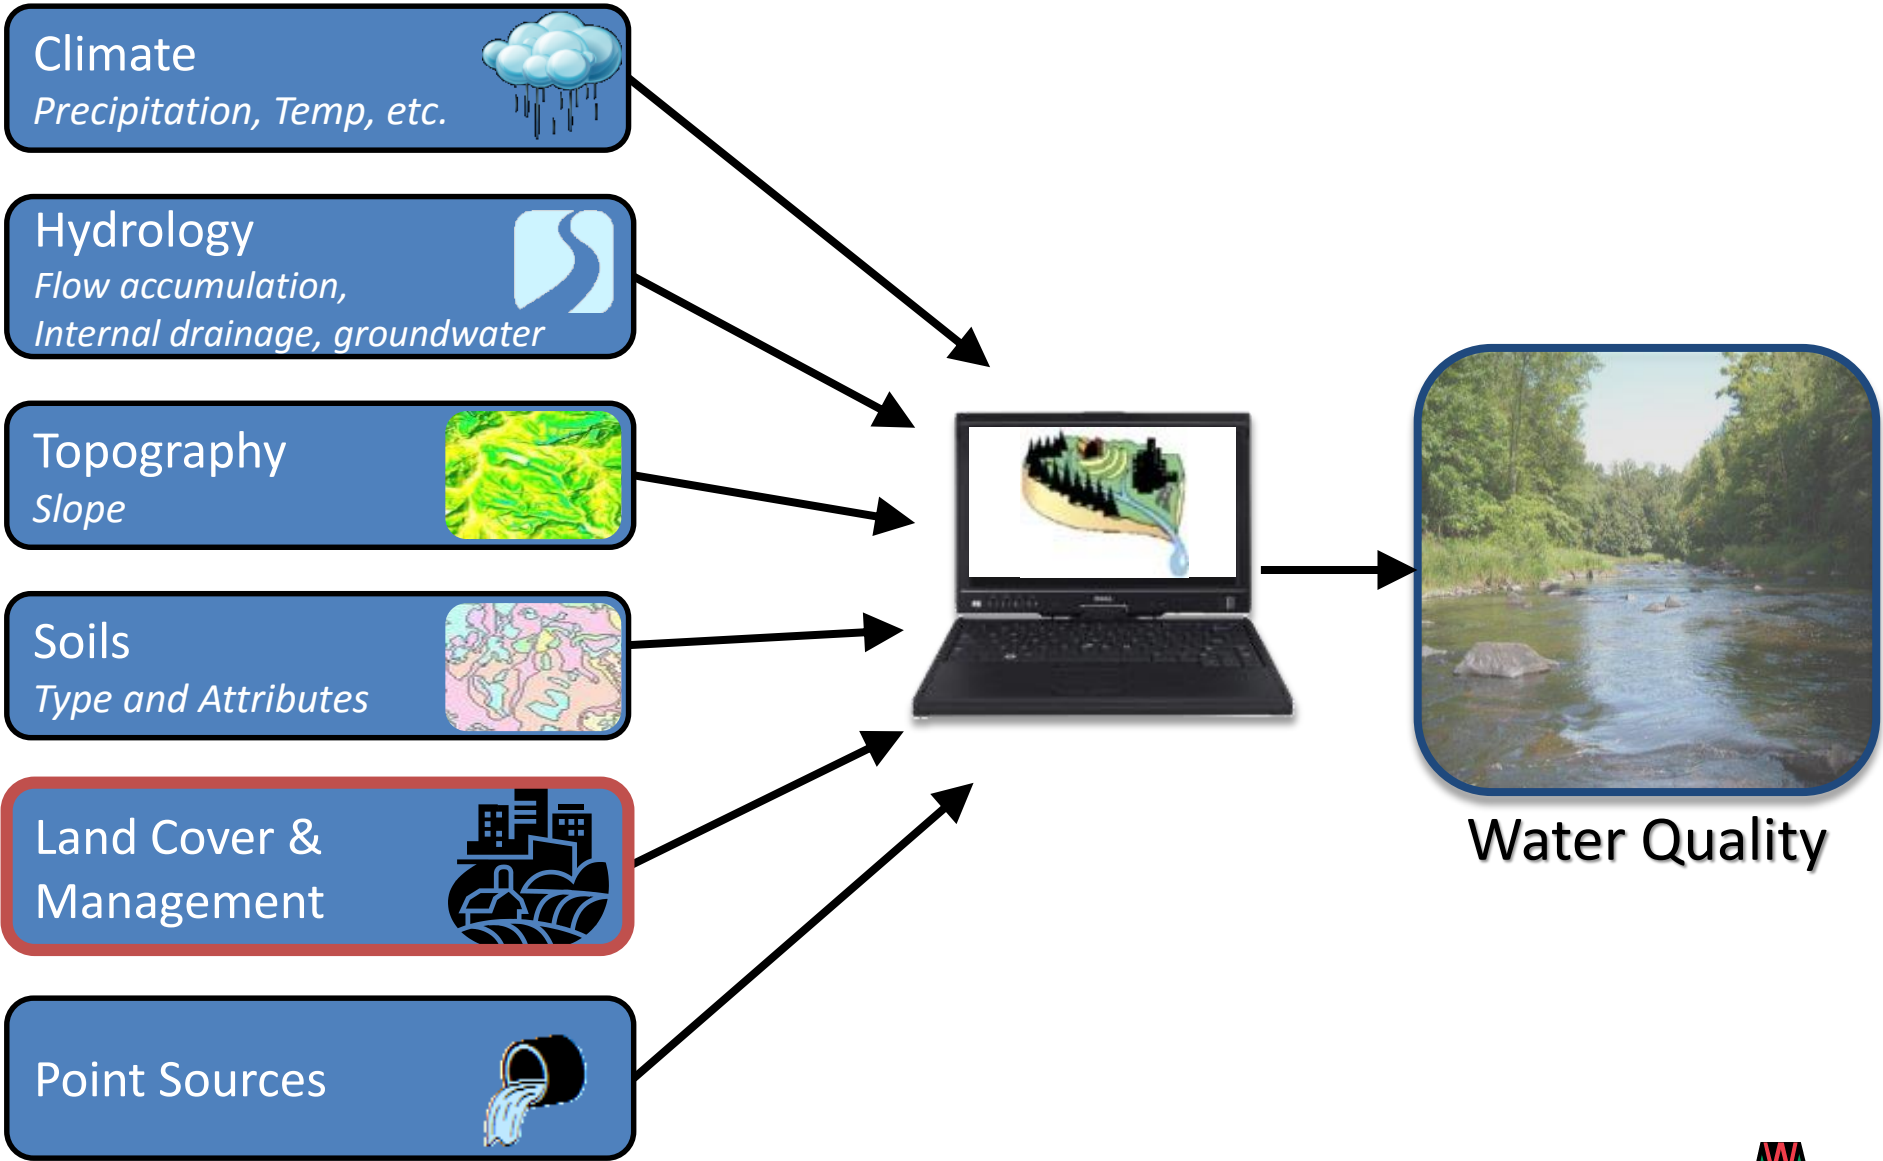 Climate
Precipitation, Temp, etc.
Hydrology
Flow accumulation,
Internal drainage, groundwater
Topography
Slope
Soils
Type and Attributes
Land Cover &
Management
Point Sources
Water Quality
W